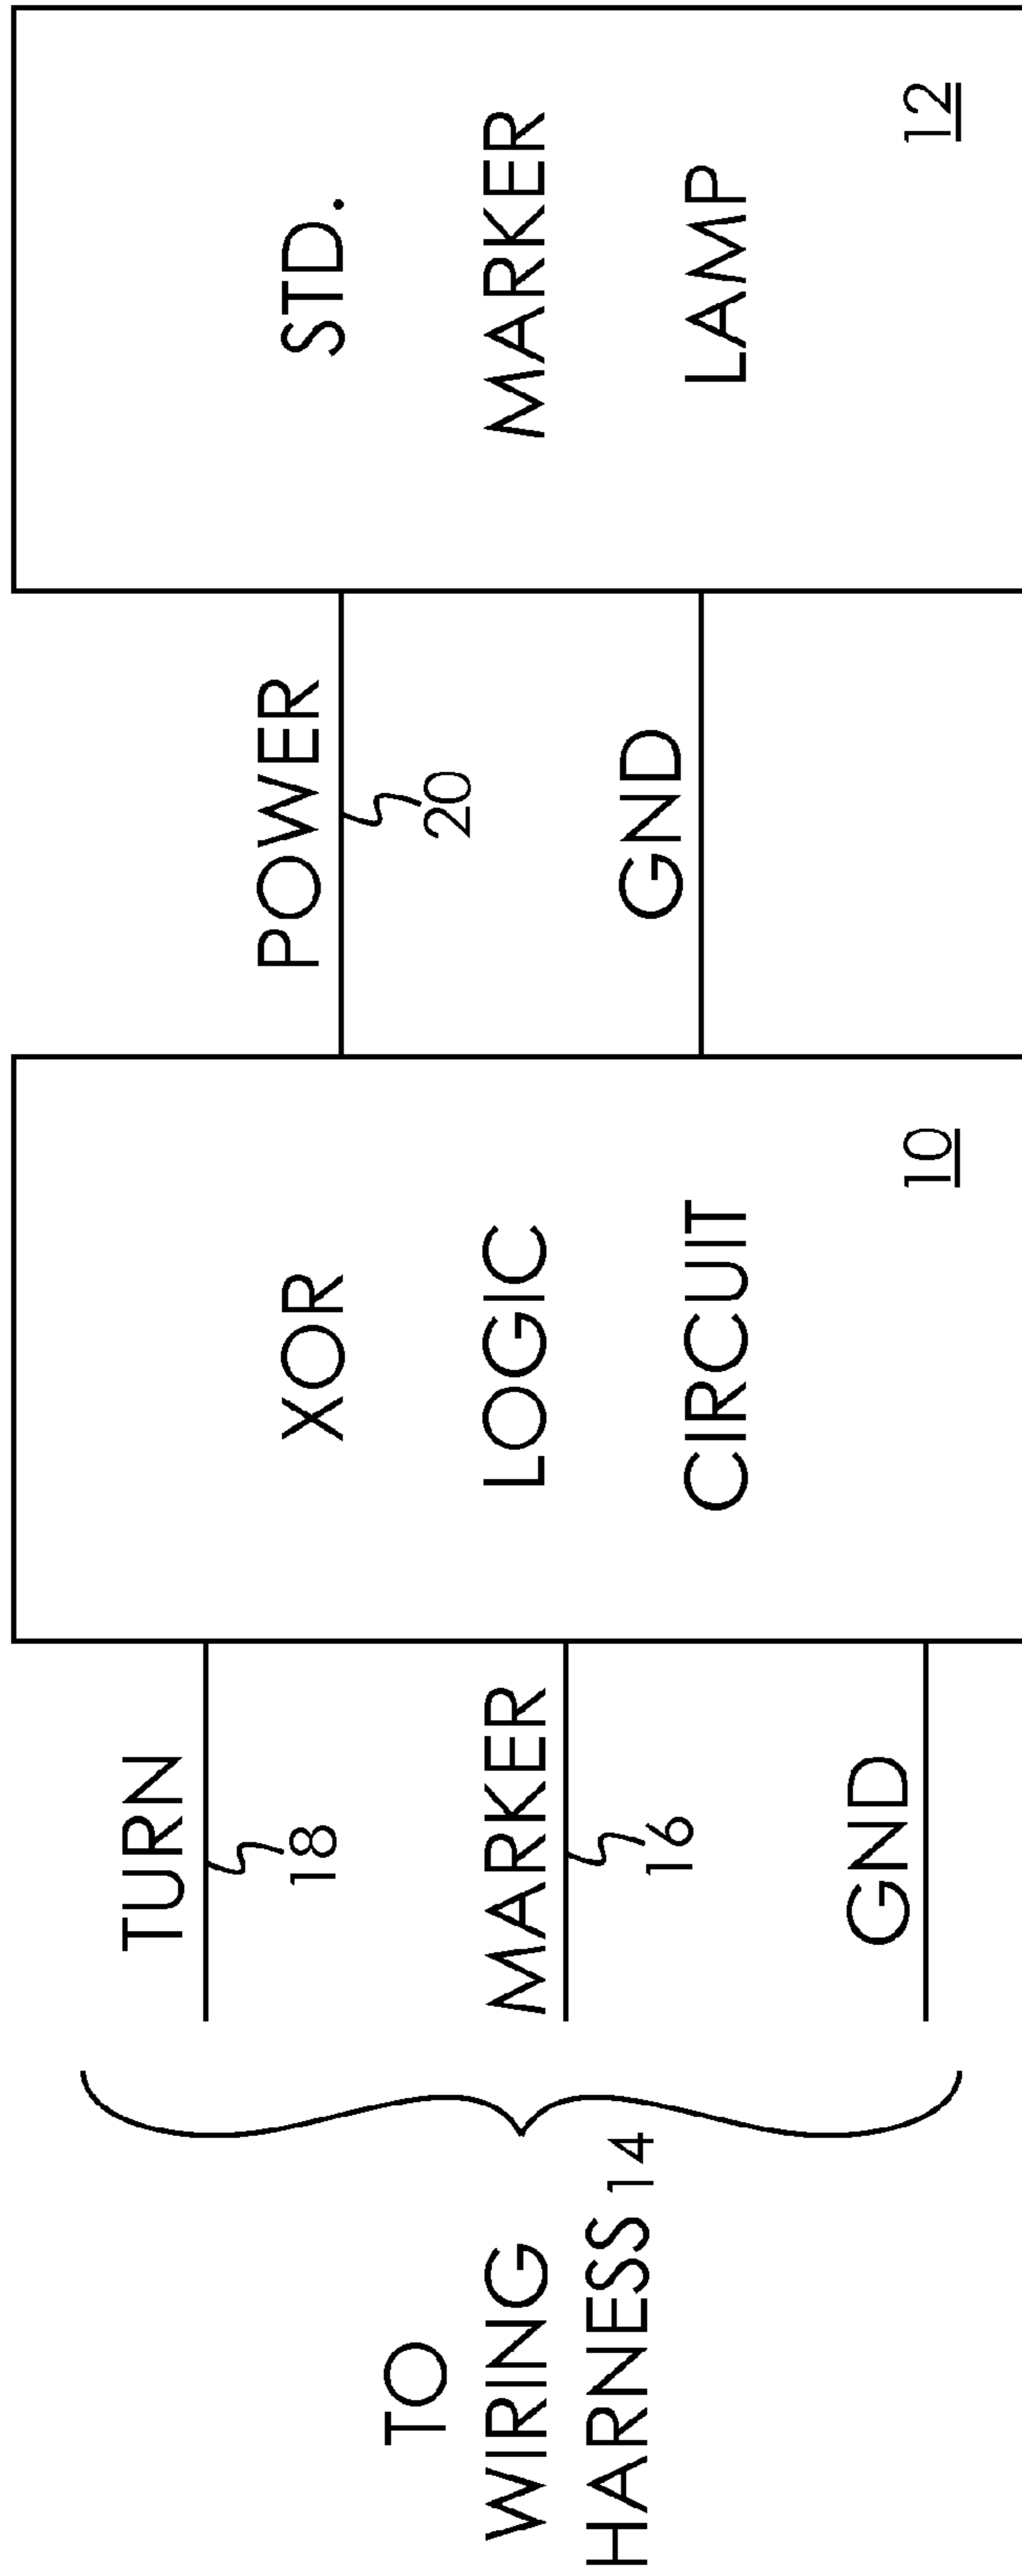 TO
WIRING
HARNESS 14
TURN
18
MARKER
16
GND
XOR
LOGIC
CIRCUIT
10
POWER
20
GND
STD.
MARKER
LAMP
12